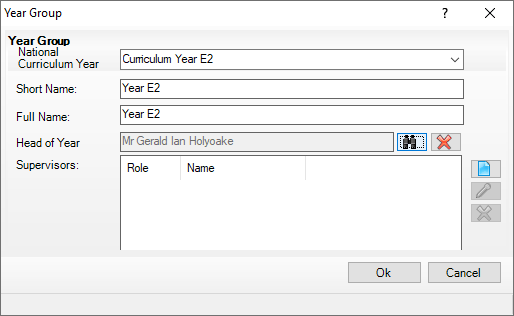 Year Group
?
Year Group
National
Curriculum Year
Curriculum Year E2
Short Name:
Year E2
Full Name:
Year E2
Head of Year
Mr Gerald Ian Holyoake
Supervisors:
Role Name
Ok Cancel